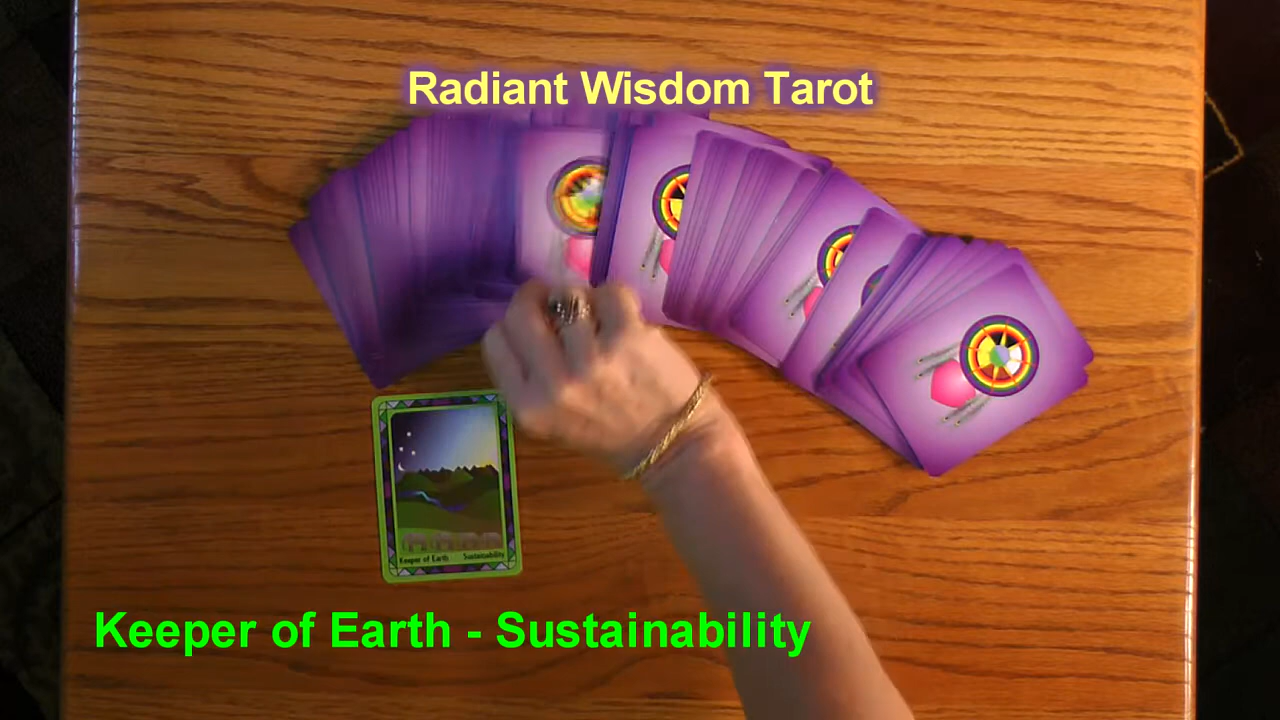 Radiant Wisdom Tarot
Keeper of Earth Sustainability
Keeper of Earth - Sustainability